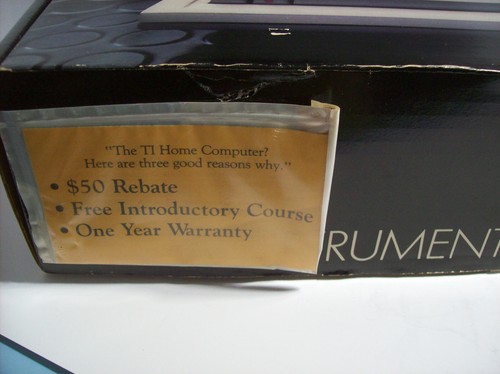 "The TI Home Computer?
Here are three good reasons why."
• $50 Rebate
• Free Introductory Course
• One Year Warranty
RUMENT